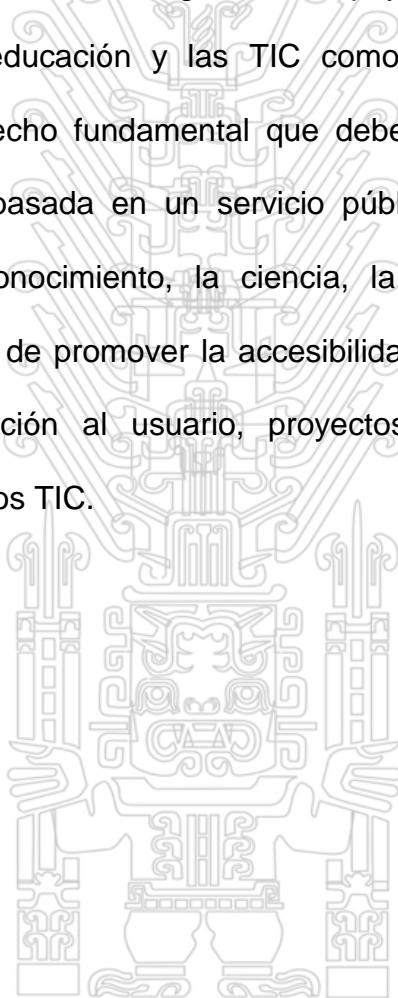 educación y las TIC como
echo fundamental que debe
basada en un servicio públ
onocimiento, la ciencia, la
de promover la accesibilida
ción al usuario, proyectos
os TIC.